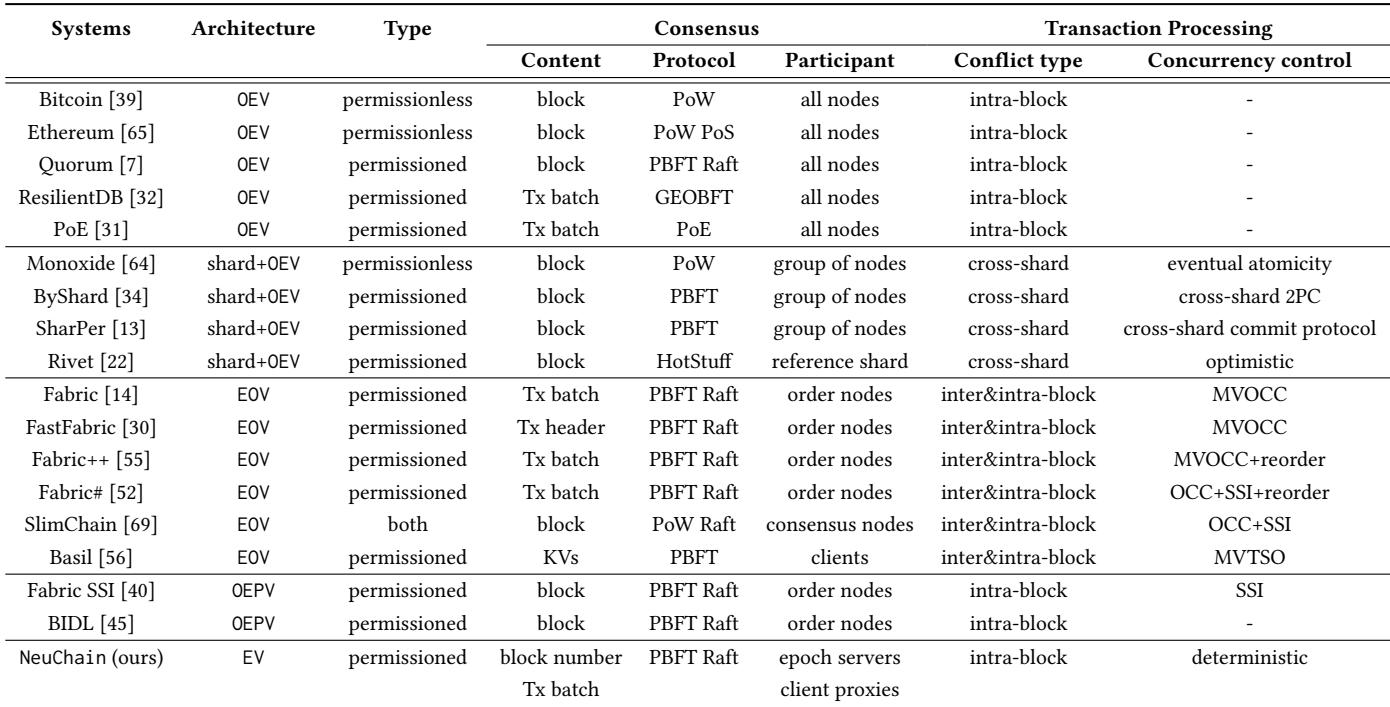 Systems Architecture Type Consensus Transaction Processing
Content Protocol Participant Conflict type Concurrency control
Bitcoin [39] OEV permissionless block PoW all nodes intra-block -
Ethereum [65] OEV permissionless block PoW PoS all nodes intra-block -
Quorum [7] OEV permissioned block PBFT Raft all nodes intra-block -
ResilientDB [32] OEV permissioned Tx batch GEOBFT all nodes intra-block -
PoE [31] OEV permissioned Tx batch PoE all nodes intra-block -
Monoxide [64] shard+OEV permissionless block PoW group of nodes cross-shard eventual atomicity
ByShard [34] shard+OEV permissioned block PBFT group of nodes cross-shard cross-shard 2PC
SharPer [13] shard+OEV permissioned block PBFT group of nodes cross-shard cross-shard commit protocol
Rivet [22] shard+OEV permissioned block HotStuff reference shard cross-shard optimistic
Fabric [14] EOV permissioned Tx batch PBFT Raft order nodes inter&intra-block MVOCC
FastFabric [30] EOV permissioned Tx header PBFT Raft order nodes inter&intra-block MVOCC
Fabric++ [55] EOV permissioned Tx batch PBFT Raft order nodes inter&intra-block MVOCC+reorder
Fabric# [52] EOV permissioned Tx batch PBFT Raft order nodes inter&intra-block OCC+SSI+reorder
SlimChain [69] EOV both block PoW Raft consensus nodes inter&intra-block OCC+SSI
Basil [56] EOV permissioned KVs PBFT clients inter&intra-block MVTSO
Fabric SSI [40] OEPV permissioned block PBFT Raft order nodes intra-block SSI
BIDL [45] OEPV permissioned block PBFT Raft order nodes intra-block -
NeuChain (ours) EV permissioned block number PBFT Raft epoch servers intra-block deterministic
Tx batch client proxies